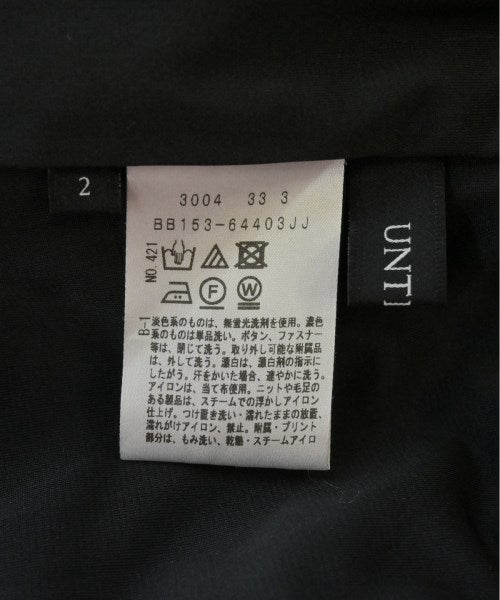 2
3004 33 3
BB153-64403JJ
NO.421
F
W
B-1
淡色系のものは、無蛍光洗剤を使用。濃色
系のものは単品洗い。ボタン、ファスナー
等は、閉じて洗う。取り外し可能な附属品
は、外して洗う。漂白は、漂白剤の指示に
したがう。汗をかいた場合、速やかに洗う。
アイロンは、当て布使用。ニットや毛足の
ある製品は、スチームでの浮かしアイロン
仕上げ。つけ置き洗い・濡れたままの放置、
濡れがけアイロン、禁止。附属・プリント
部分は、もみ洗い、乾熱・スチームアイロ
UNTI